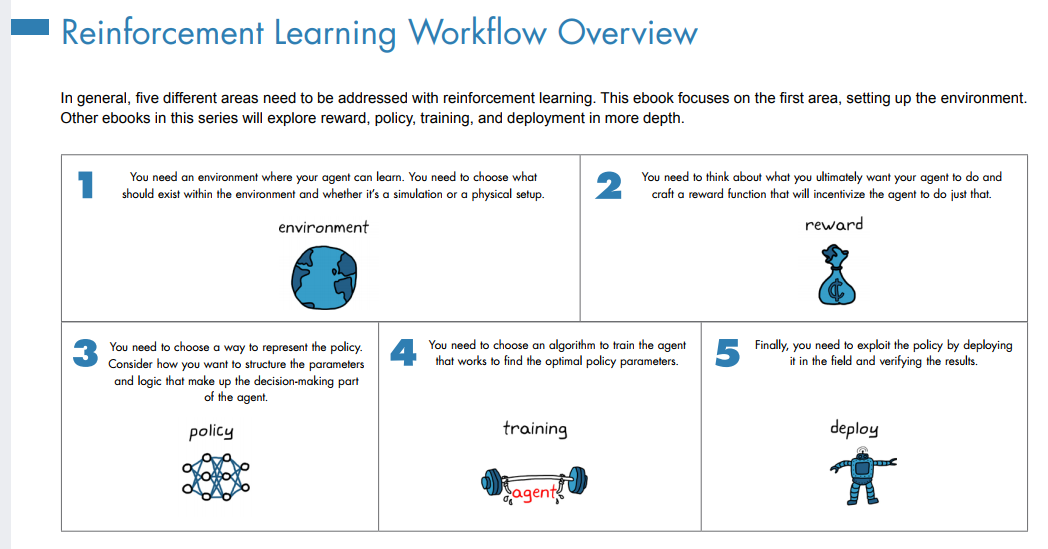 Reinforcement Learning Workflow Overview
In general, five different areas need to be addressed with reinforcement learning. This ebook focuses on the first area, setting up the environment.
Other ebooks in this series will explore reward, policy, training, and deployment in more depth.
1
You need an environment where your agent can learn. You need to choose what
should exist within the environment and whether it's a simulation or a physical setup.
environment
2
You need to think about what you ultimately want your agent to do and
craft a reward function that will incentivize the agent to do just that.
reward
¢
3
You need to choose a way to represent the policy.
Consider how you want to structure the parameters
and logic that make up the decision-making part
of the agent.
policy
4
You need to choose an algorithm to train the agent
that works to find the optimal policy parameters.
training
agent
5
Finally, you need to exploit the policy by deploying
it in the field and verifying the results.
deploy